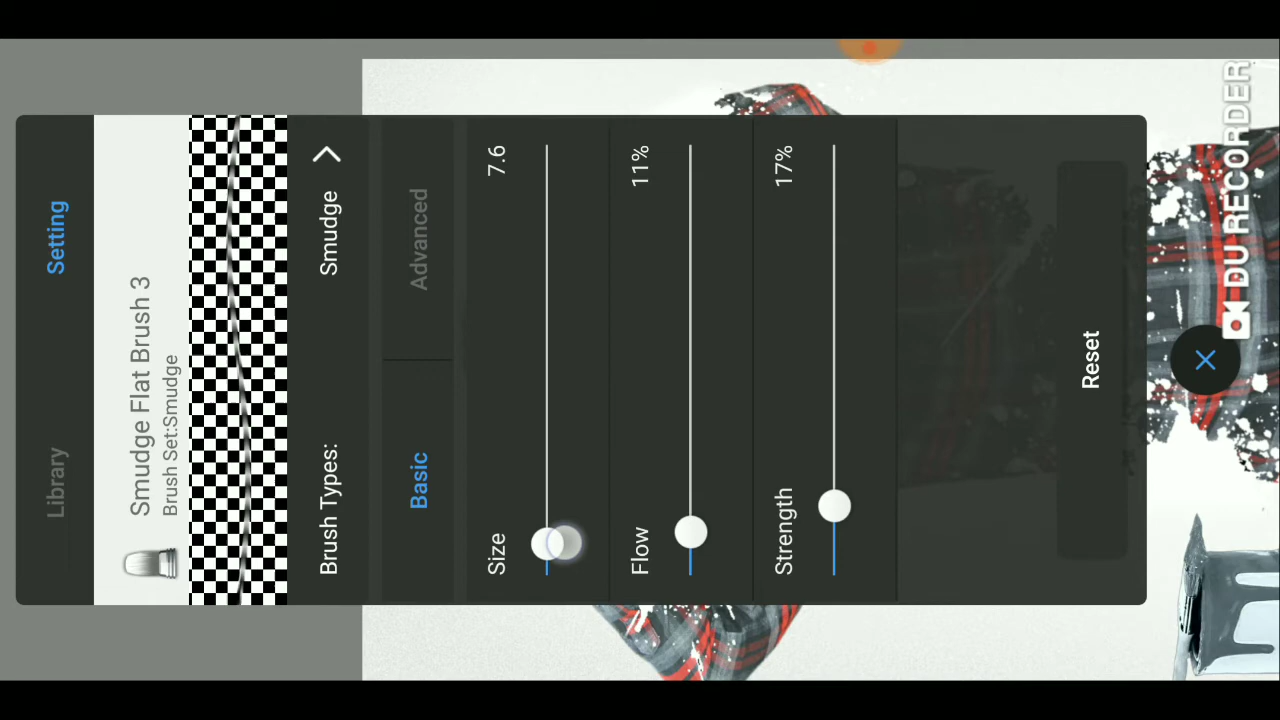 Library
Setting
Smudge Flat Brush 3
Brush Set:Smudge
Brush Types:
Smudge
Basic
Advanced
Size
7.6
Flow
11%
Strength
17%
Reset
DU RECORDER